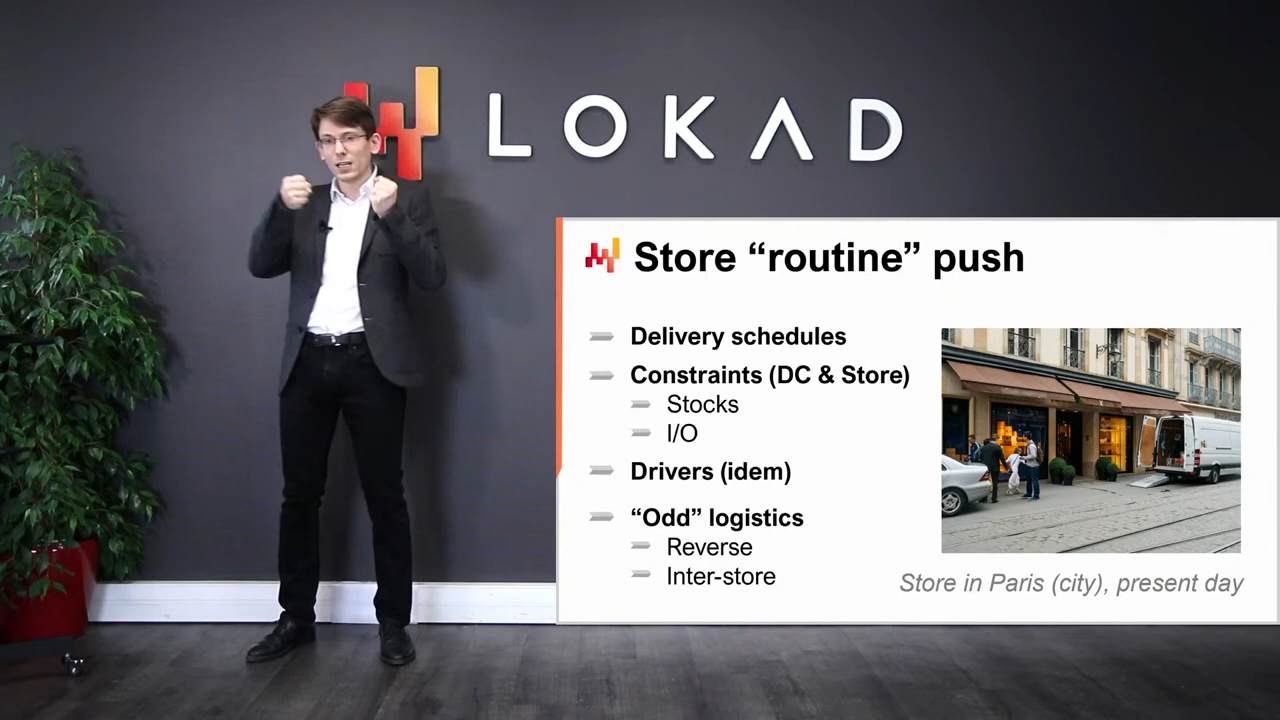 LOKAD
Store “routine” push
Delivery schedules
Constraints (DC & Store)
Stocks
I/O
Drivers (idem)
“Odd” logistics
Reverse
Inter-store
Store in Paris (city), present day